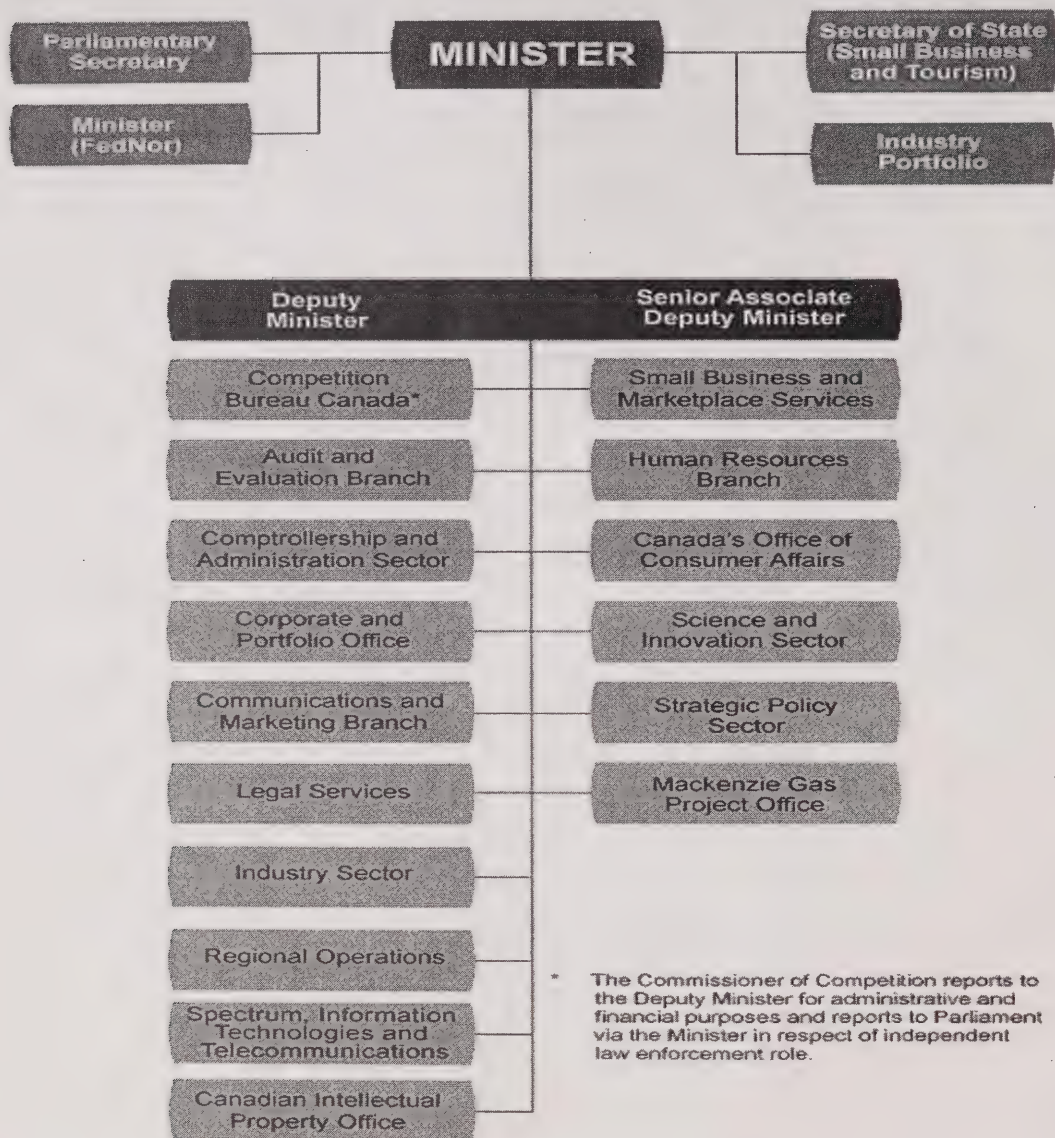 Parliamentary
Secretary
MINISTER
Secretary of State
(Small Business
and Tourism)
Minister
(FedNor)
Industry
Portfolio
Deputy
Minister
Senior Associate
Deputy Minister
Competition
Bureau Canada*
Small Business and
Marketplace Services
Audit and
Evaluation Branch
Human Resources
Branch
Comptrollership and
Administration Sector
Canada's Office of
Consumer Affairs
Corporate and
Portfolio Office
Science and
Innovation Sector
Communications and
Marketing Branch
Strategic Policy
Sector
Legal Services
Mackenzie Gas
Project Office
Industry Sector
Regional Operations
Spectrum, Information
Technologies and
Telecommunications
Canadian Intellectual
Property Office
* The Commissioner of Competition reports to
the Deputy Minister for administrative and
financial purposes and reports to Parliament
via the Minister in respect of independent
law enforcement role.